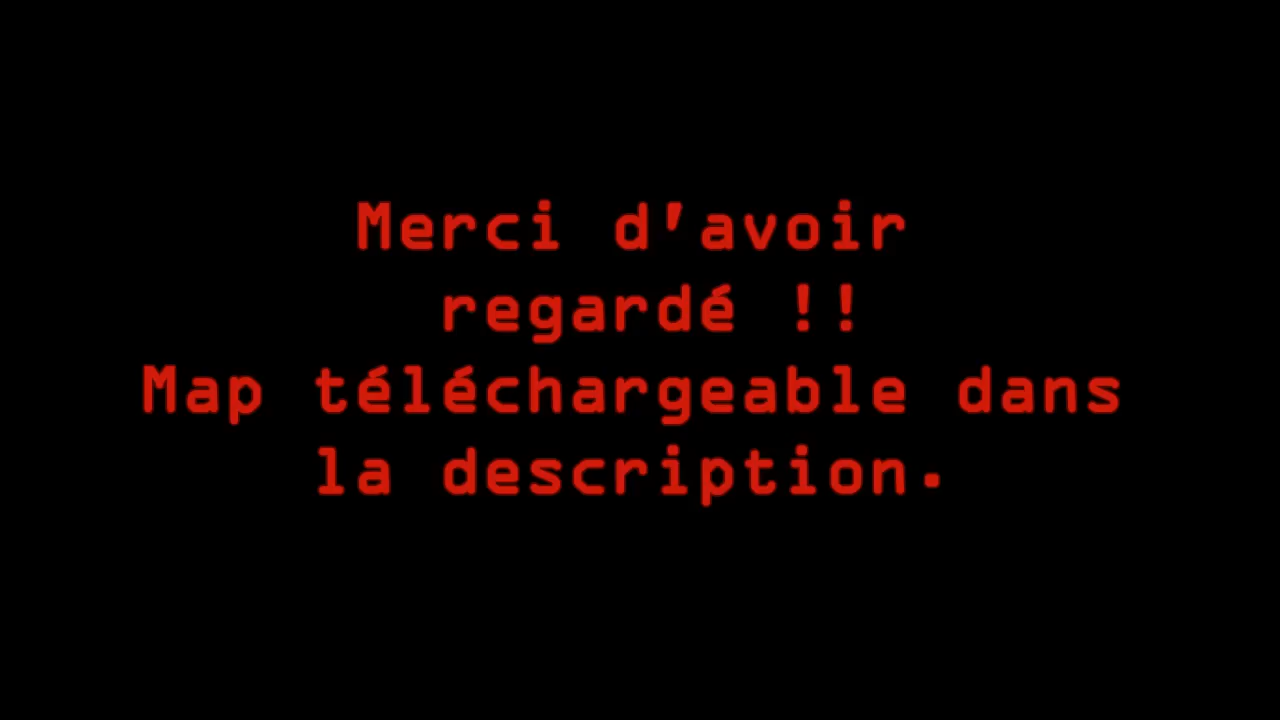 Merci d'avoir
regardé !!
Map téléchargeable dans
la description.